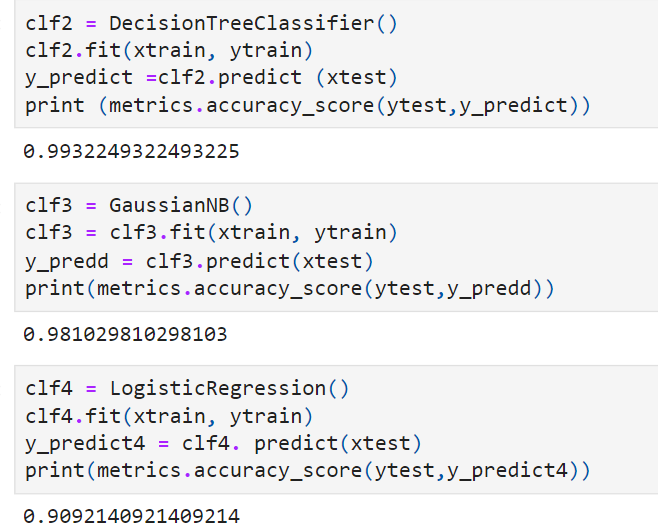 clf2 = DecisionTreeClassifier()
clf2.fit(xtrain, ytrain)
y_predict =clf2.predict (xtest)
print (metrics.accuracy_score(ytest,y_predict))
0.9932249322493225
clf3 = GaussianNB()
clf3 = clf3.fit(xtrain, ytrain)
y_predd = clf3.predict(xtest)
print(metrics.accuracy_score(ytest,y_predd))
0.981029810298103
clf4 = LogisticRegression()
clf4.fit(xtrain, ytrain)
y_predict4 = clf4. predict(xtest)
print(metrics.accuracy_score(ytest,y_predict4))
0.9092140921409214